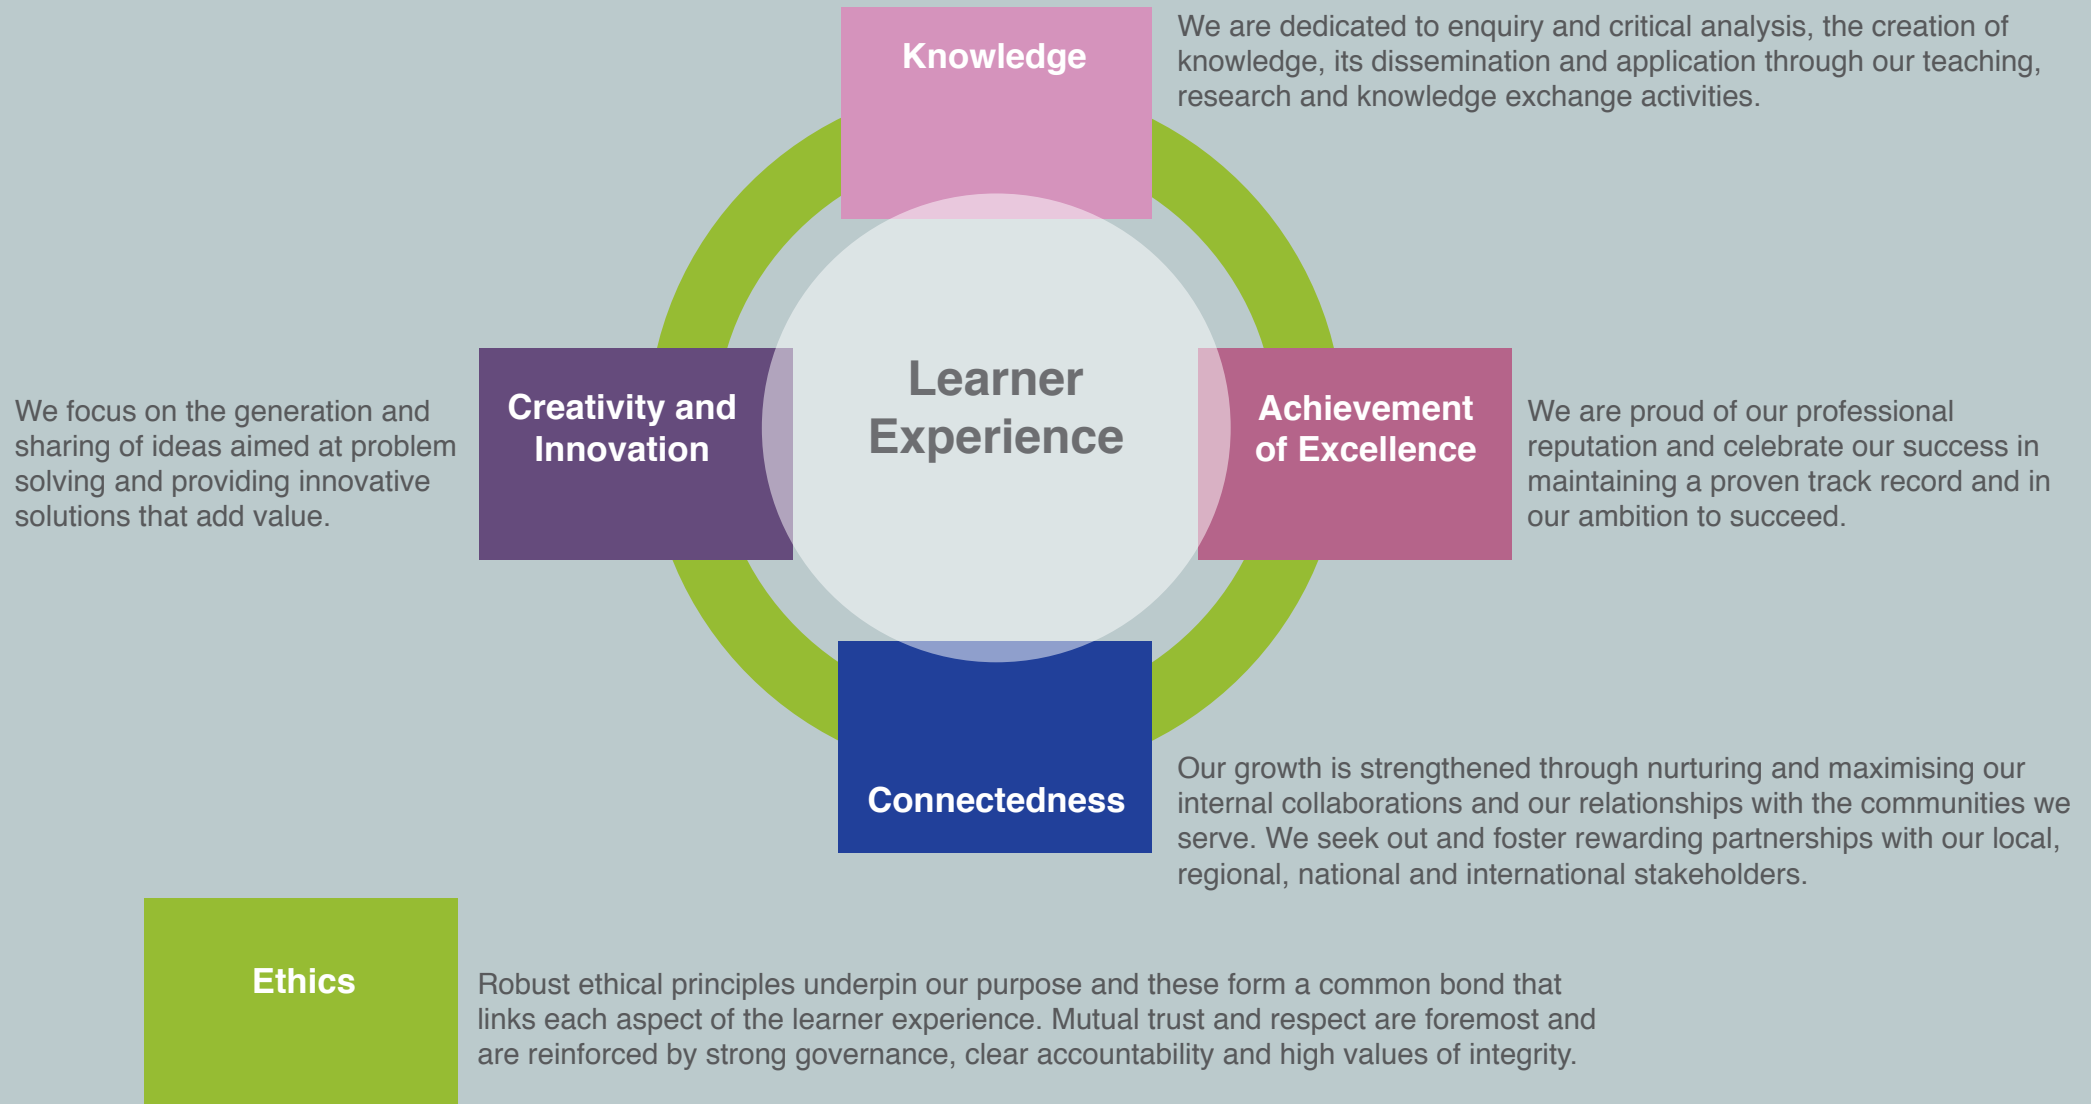 Knowledge
We are dedicated to enquiry and critical analysis, the creation of
knowledge, its dissemination and application through our teaching,
research and knowledge exchange activities.
We focus on the generation and
sharing of ideas aimed at problem
solving and providing innovative
solutions that add value.
Creativity and
Innovation
Learner
Experience
Achievement
of Excellence
We are proud of our professional
reputation and celebrate our success in
maintaining a proven track record and in
our ambition to succeed.
Connectedness
Our growth is strengthened through nurturing and maximising our
internal collaborations and our relationships with the communities we
serve. We seek out and foster rewarding partnerships with our local,
regional, national and international stakeholders.
Ethics
Robust ethical principles underpin our purpose and these form a common bond that
links each aspect of the learner experience. Mutual trust and respect are foremost and
are reinforced by strong governance, clear accountability and high values of integrity.